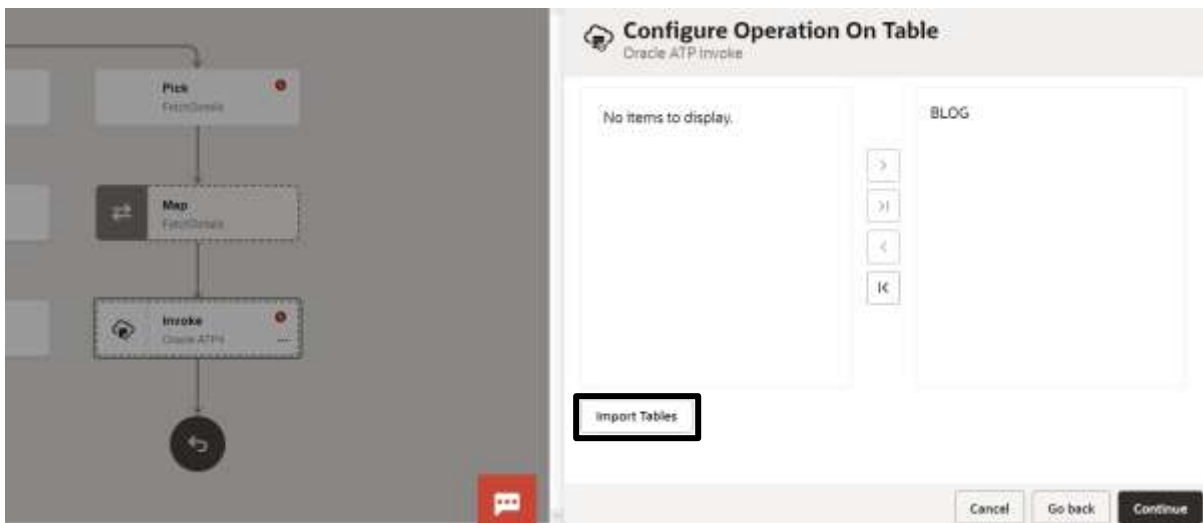 Pick
FetchDetails
Map
FetchDetails
Invoke
Oracle ATP4
Configure Operation On Table
Oracle ATP Invoke
No items to display.
BLOG
Import Tables
Cancel
Go back
Continue